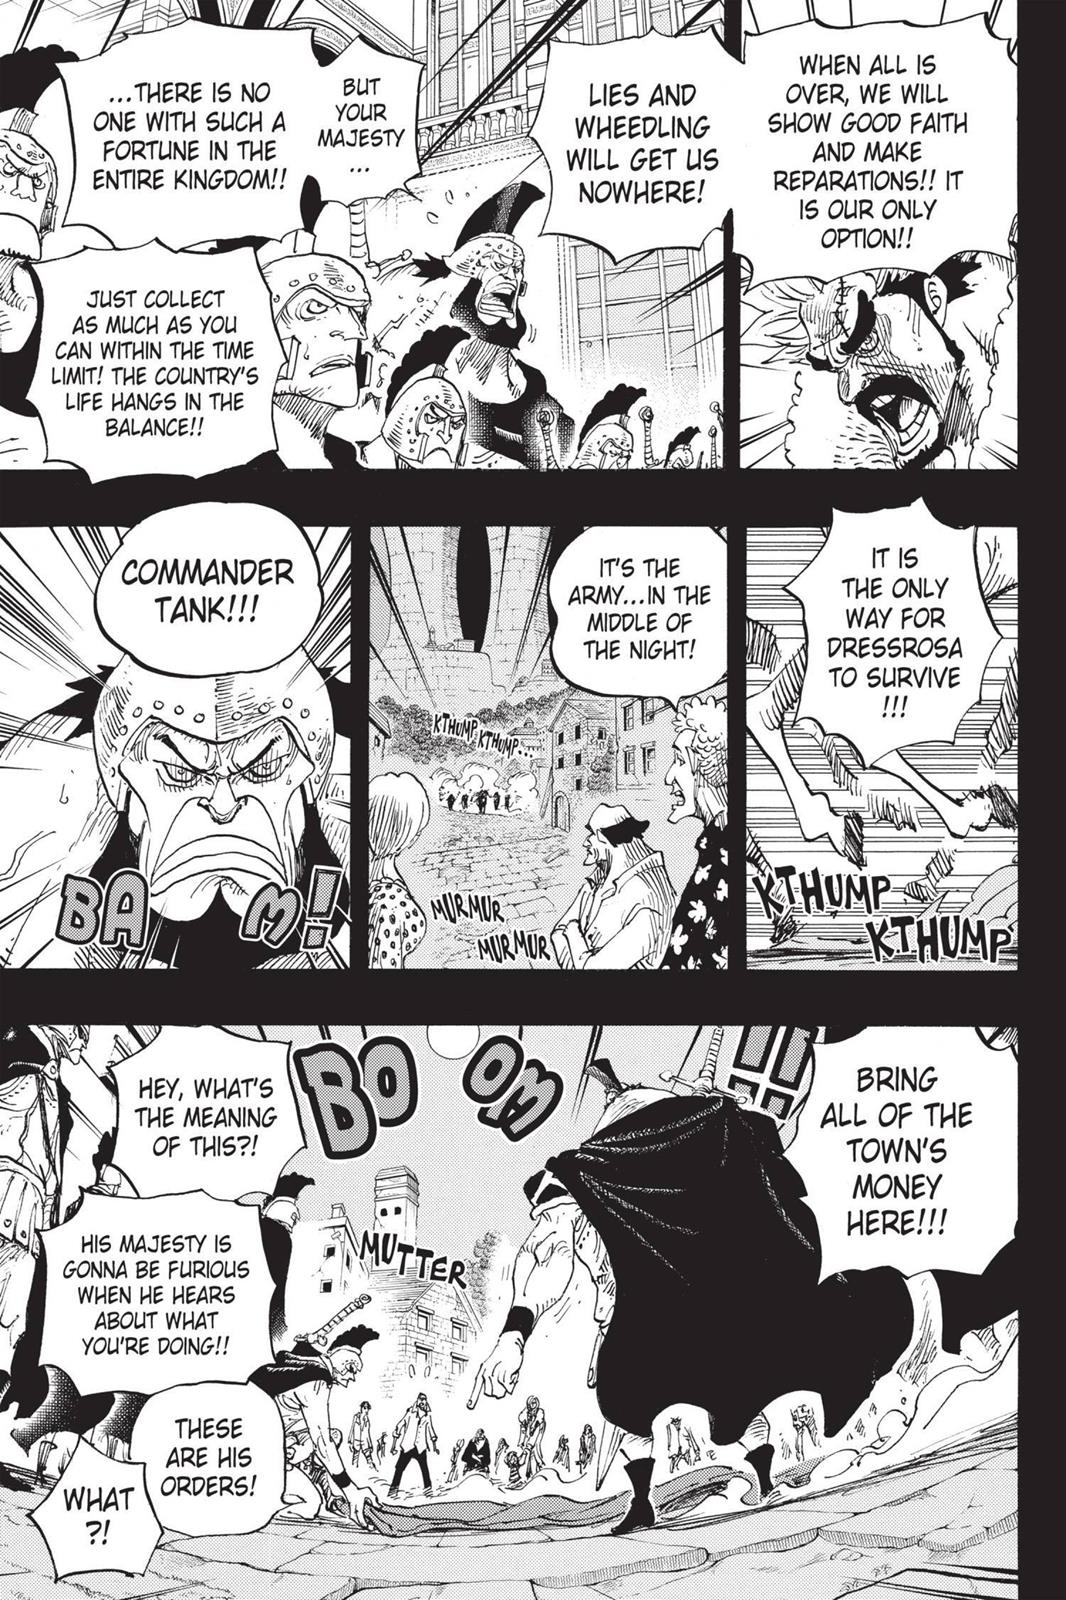 WHEN ALL IS
OVER, WE WILL
SHOW GOOD FAITH
AND MAKE
REPARATIONS!! IT
IS OUR ONLY
OPTION!!
LIES AND
WHEEDLING
WILL GET US
NOWHERE!
BUT
YOUR
MAJESTY
...
...THERE IS NO
ONE WITH SUCH A
FORTUNE IN THE
ENTIRE KINGDOM!!
JUST COLLECT
AS MUCH AS YOU
CAN WITHIN THE TIME
LIMIT! THE COUNTRY'S
LIFE HANGS IN THE
BALANCE!!
IT IS
THE ONLY
WAY FOR
DRESSROSA
TO SURVIVE
!!!
KTHUMP
KTHUMP
IT'S THE
ARMY...IN THE
MIDDLE OF
THE NIGHT!
KTHUMP KTHUMP...
MURMUR
MURMUR
COMMANDER
TANK!!!
BAM!
BRING
ALL OF THE
TOWN'S
MONEY
HERE!!!
BOOM
!!
HEY, WHAT'S
THE MEANING
OF THIS?!
MUTTER
HIS MAJESTY IS
GONNA BE FURIOUS
WHEN HE HEARS
ABOUT WHAT
YOU'RE DOING!!
THESE
ARE HIS
ORDERS!
WHAT
?!